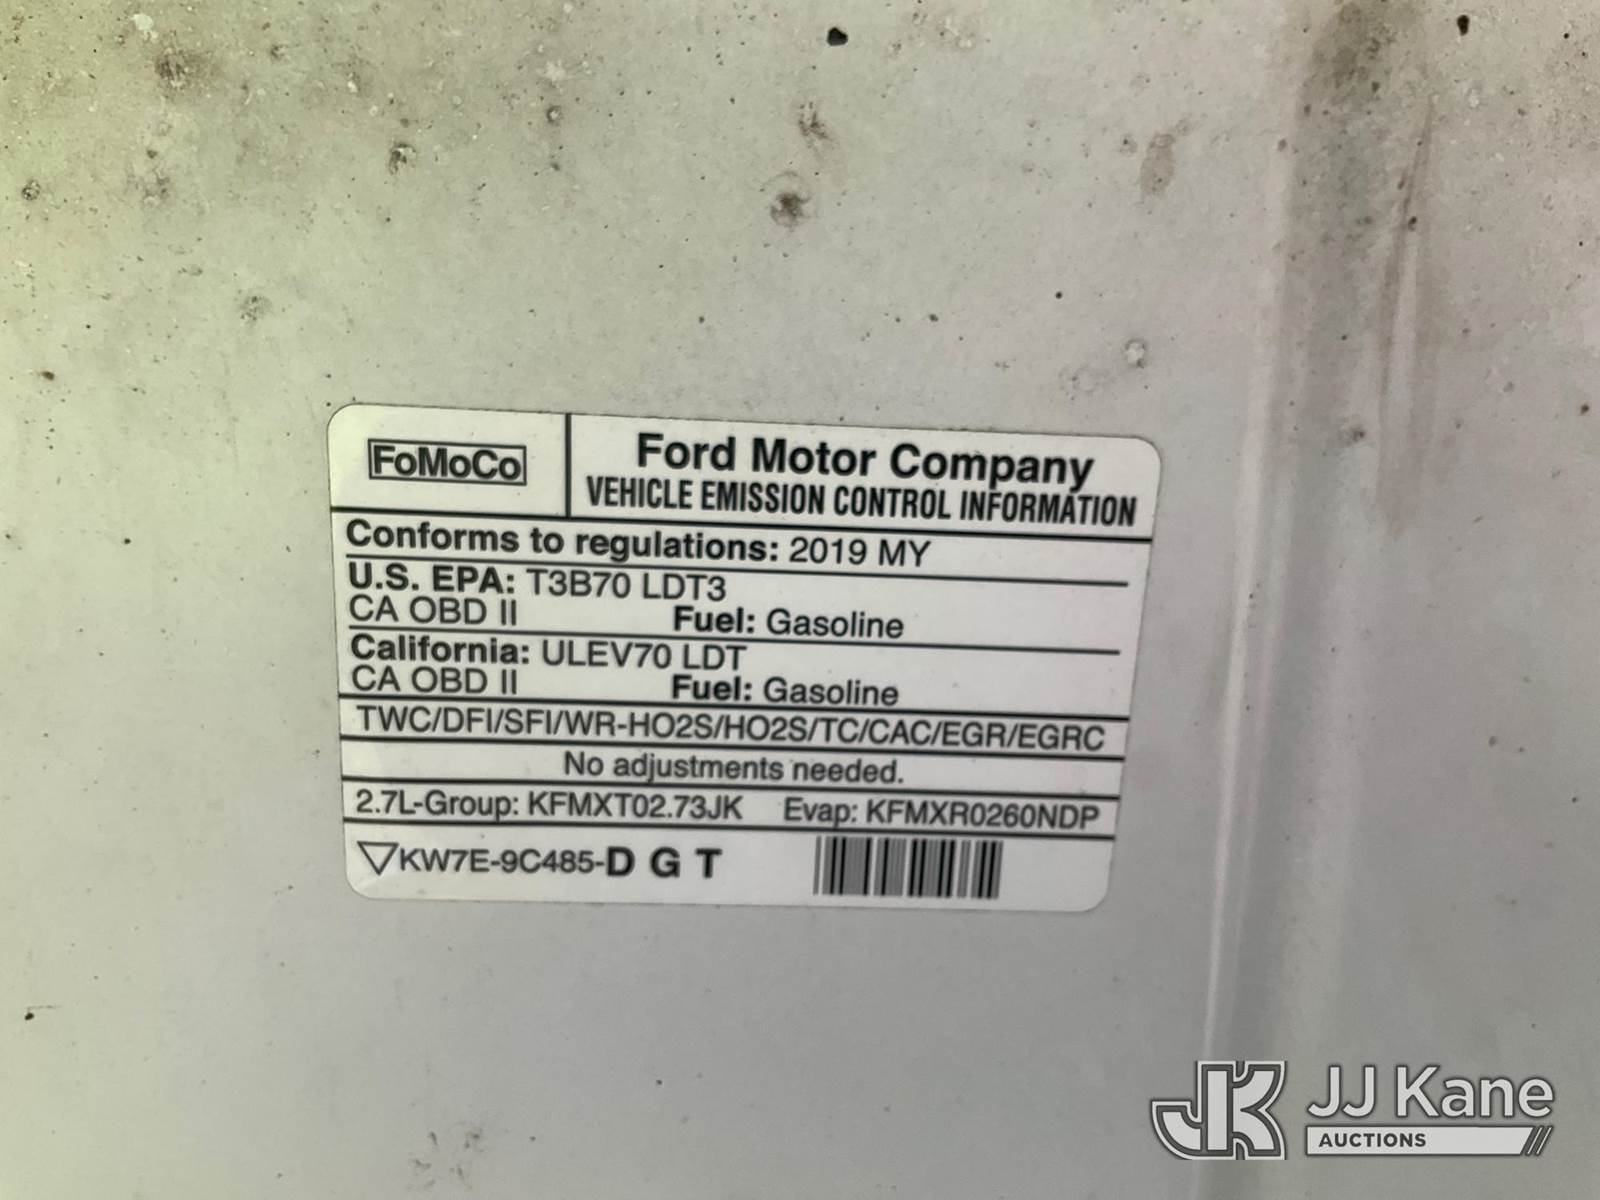 FoMoCo
Ford Motor Company
VEHICLE EMISSION CONTROL INFORMATION
Conforms to regulations: 2019 MY
U.S. EPA: T3B70 LDT3
CA OBD II Fuel: Gasoline
California: ULEV70 LDT
CA OBD II Fuel: Gasoline
TWC/DFI/SFI/WR-HO2S/HO2S/TC/CAC/EGR/EGRC
No adjustments needed.
2.7L-Group: KFMXT02.73JK Evap: KFMXR0260NDP
KW7E-9C485-D G T
JK JJ Kane
AUCTIONS